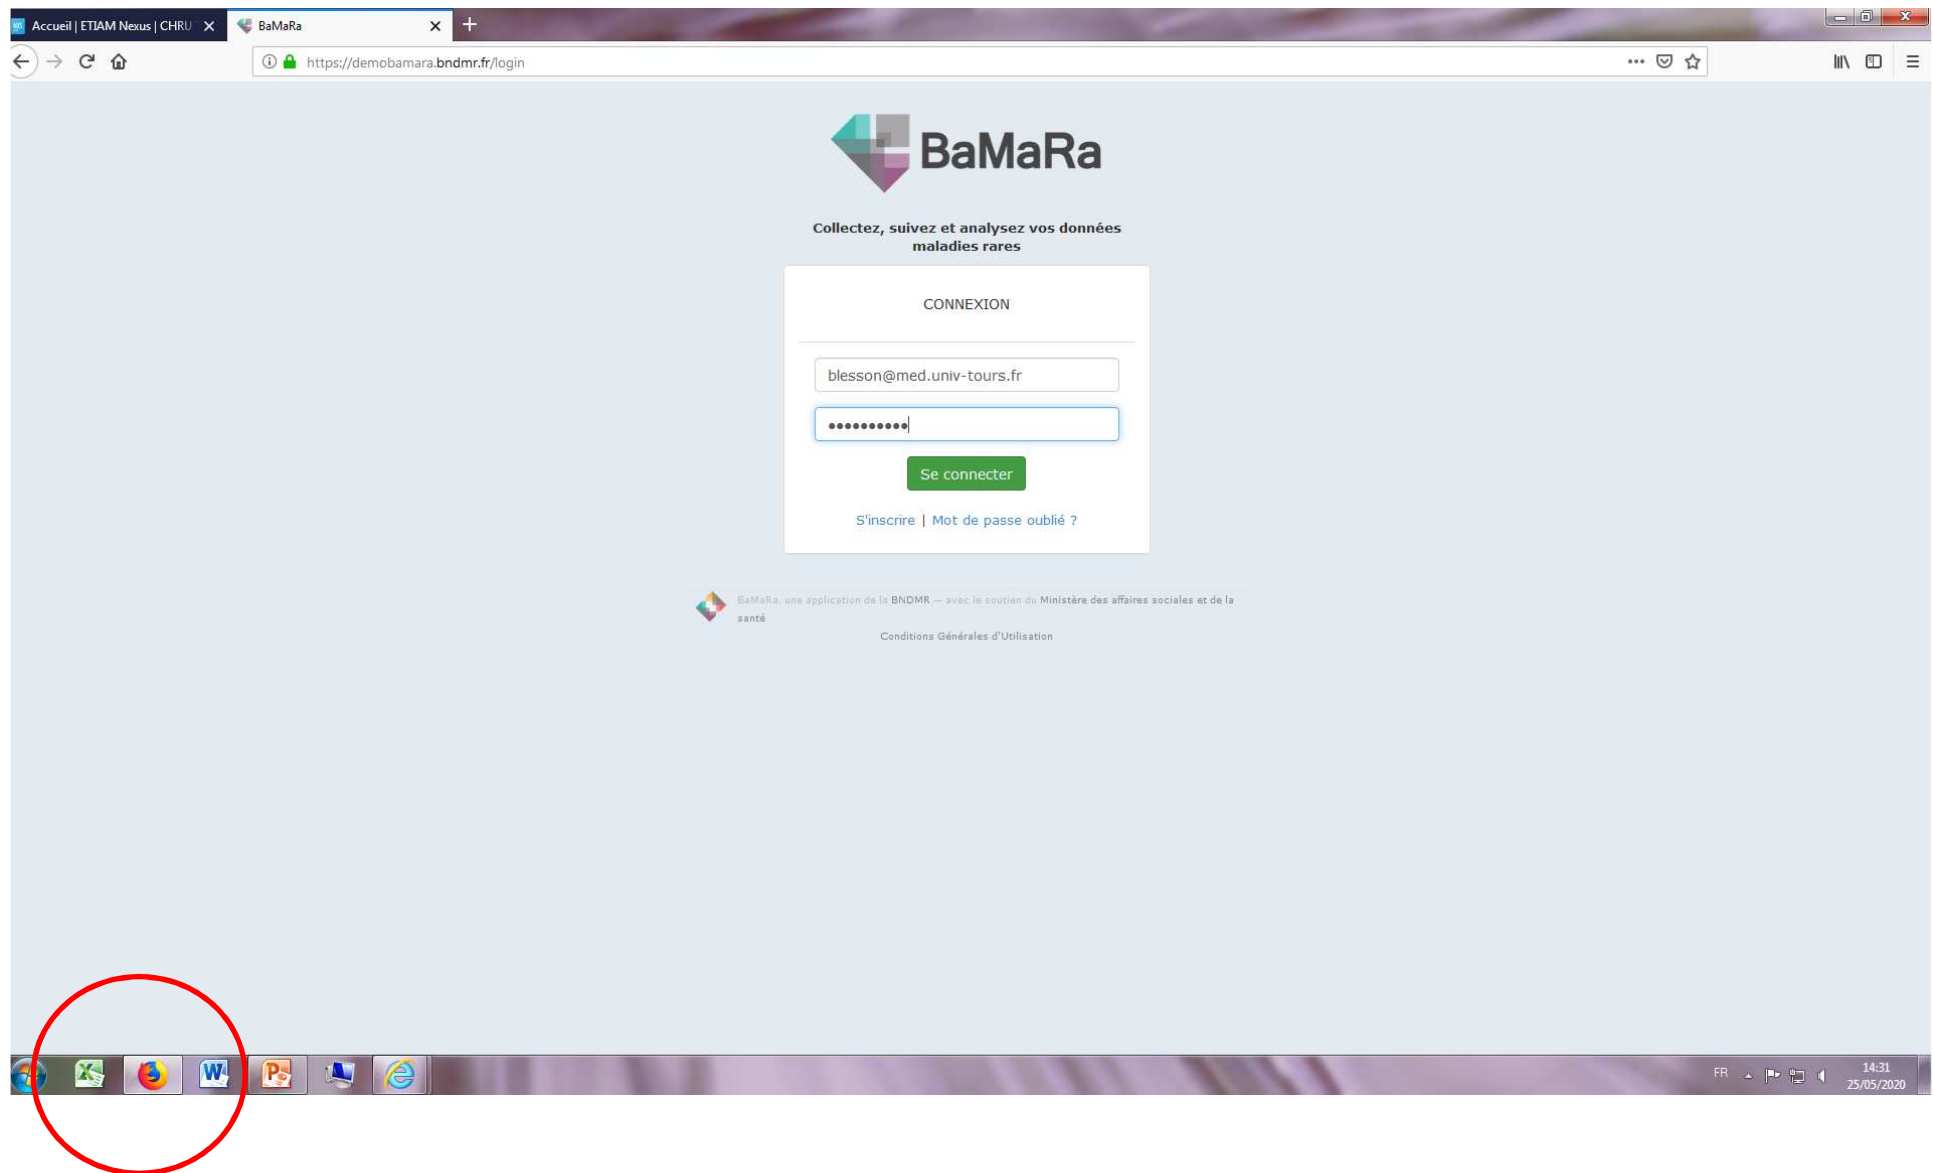 Accueil | ETIAM Nexus | CHRU
BaMaRa
https://demobamara.bndmr.fr/login
BaMaRa
Collectez, suivez et analysez vos données
maladies rares
CONNEXION
blesson@med.univ-tours.fr
••••••••••
Se connecter
S'inscrire | Mot de passe oublié ?
BaMaRa, une application de la BNDMR — avec le soutien du Ministère des affaires sociales et de la
santé
Conditions Générales d'Utilisation
FR
14:31
25/05/2020